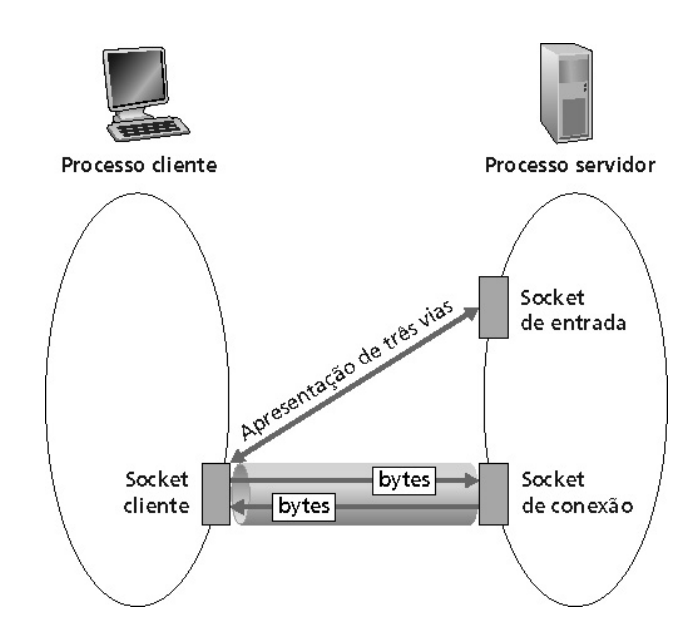 Processo cliente
Processo servidor
Socket
de entrada
Apresentação de três vias
Socket
cliente
bytes
bytes
Socket
de conexão